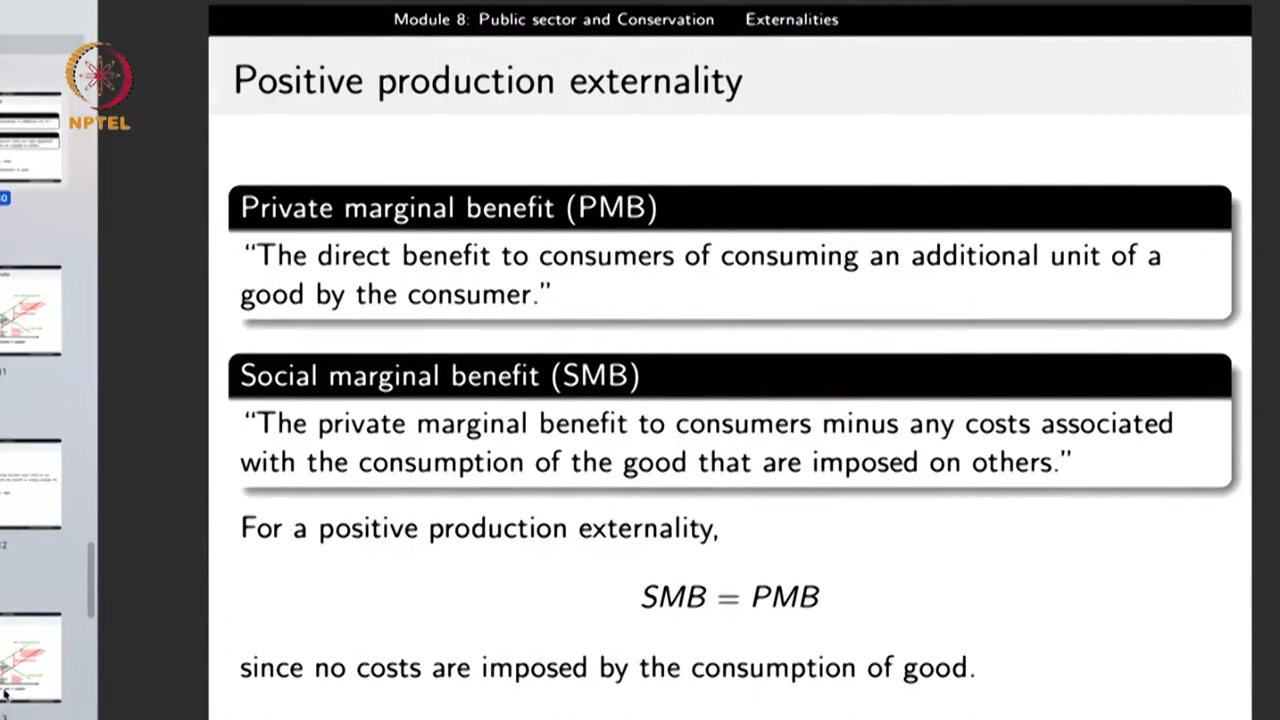 Module 8: Public sector and Conservation Externalities
Positive production externality
NPTEL
Private marginal benefit (PMB)
“The direct benefit to consumers of consuming an additional unit of a
good by the consumer.”
Social marginal benefit (SMB)
“The private marginal benefit to consumers minus any costs associated
with the consumption of the good that are imposed on others.”
For a positive production externality,
SMB = PMB
since no costs are imposed by the consumption of good.